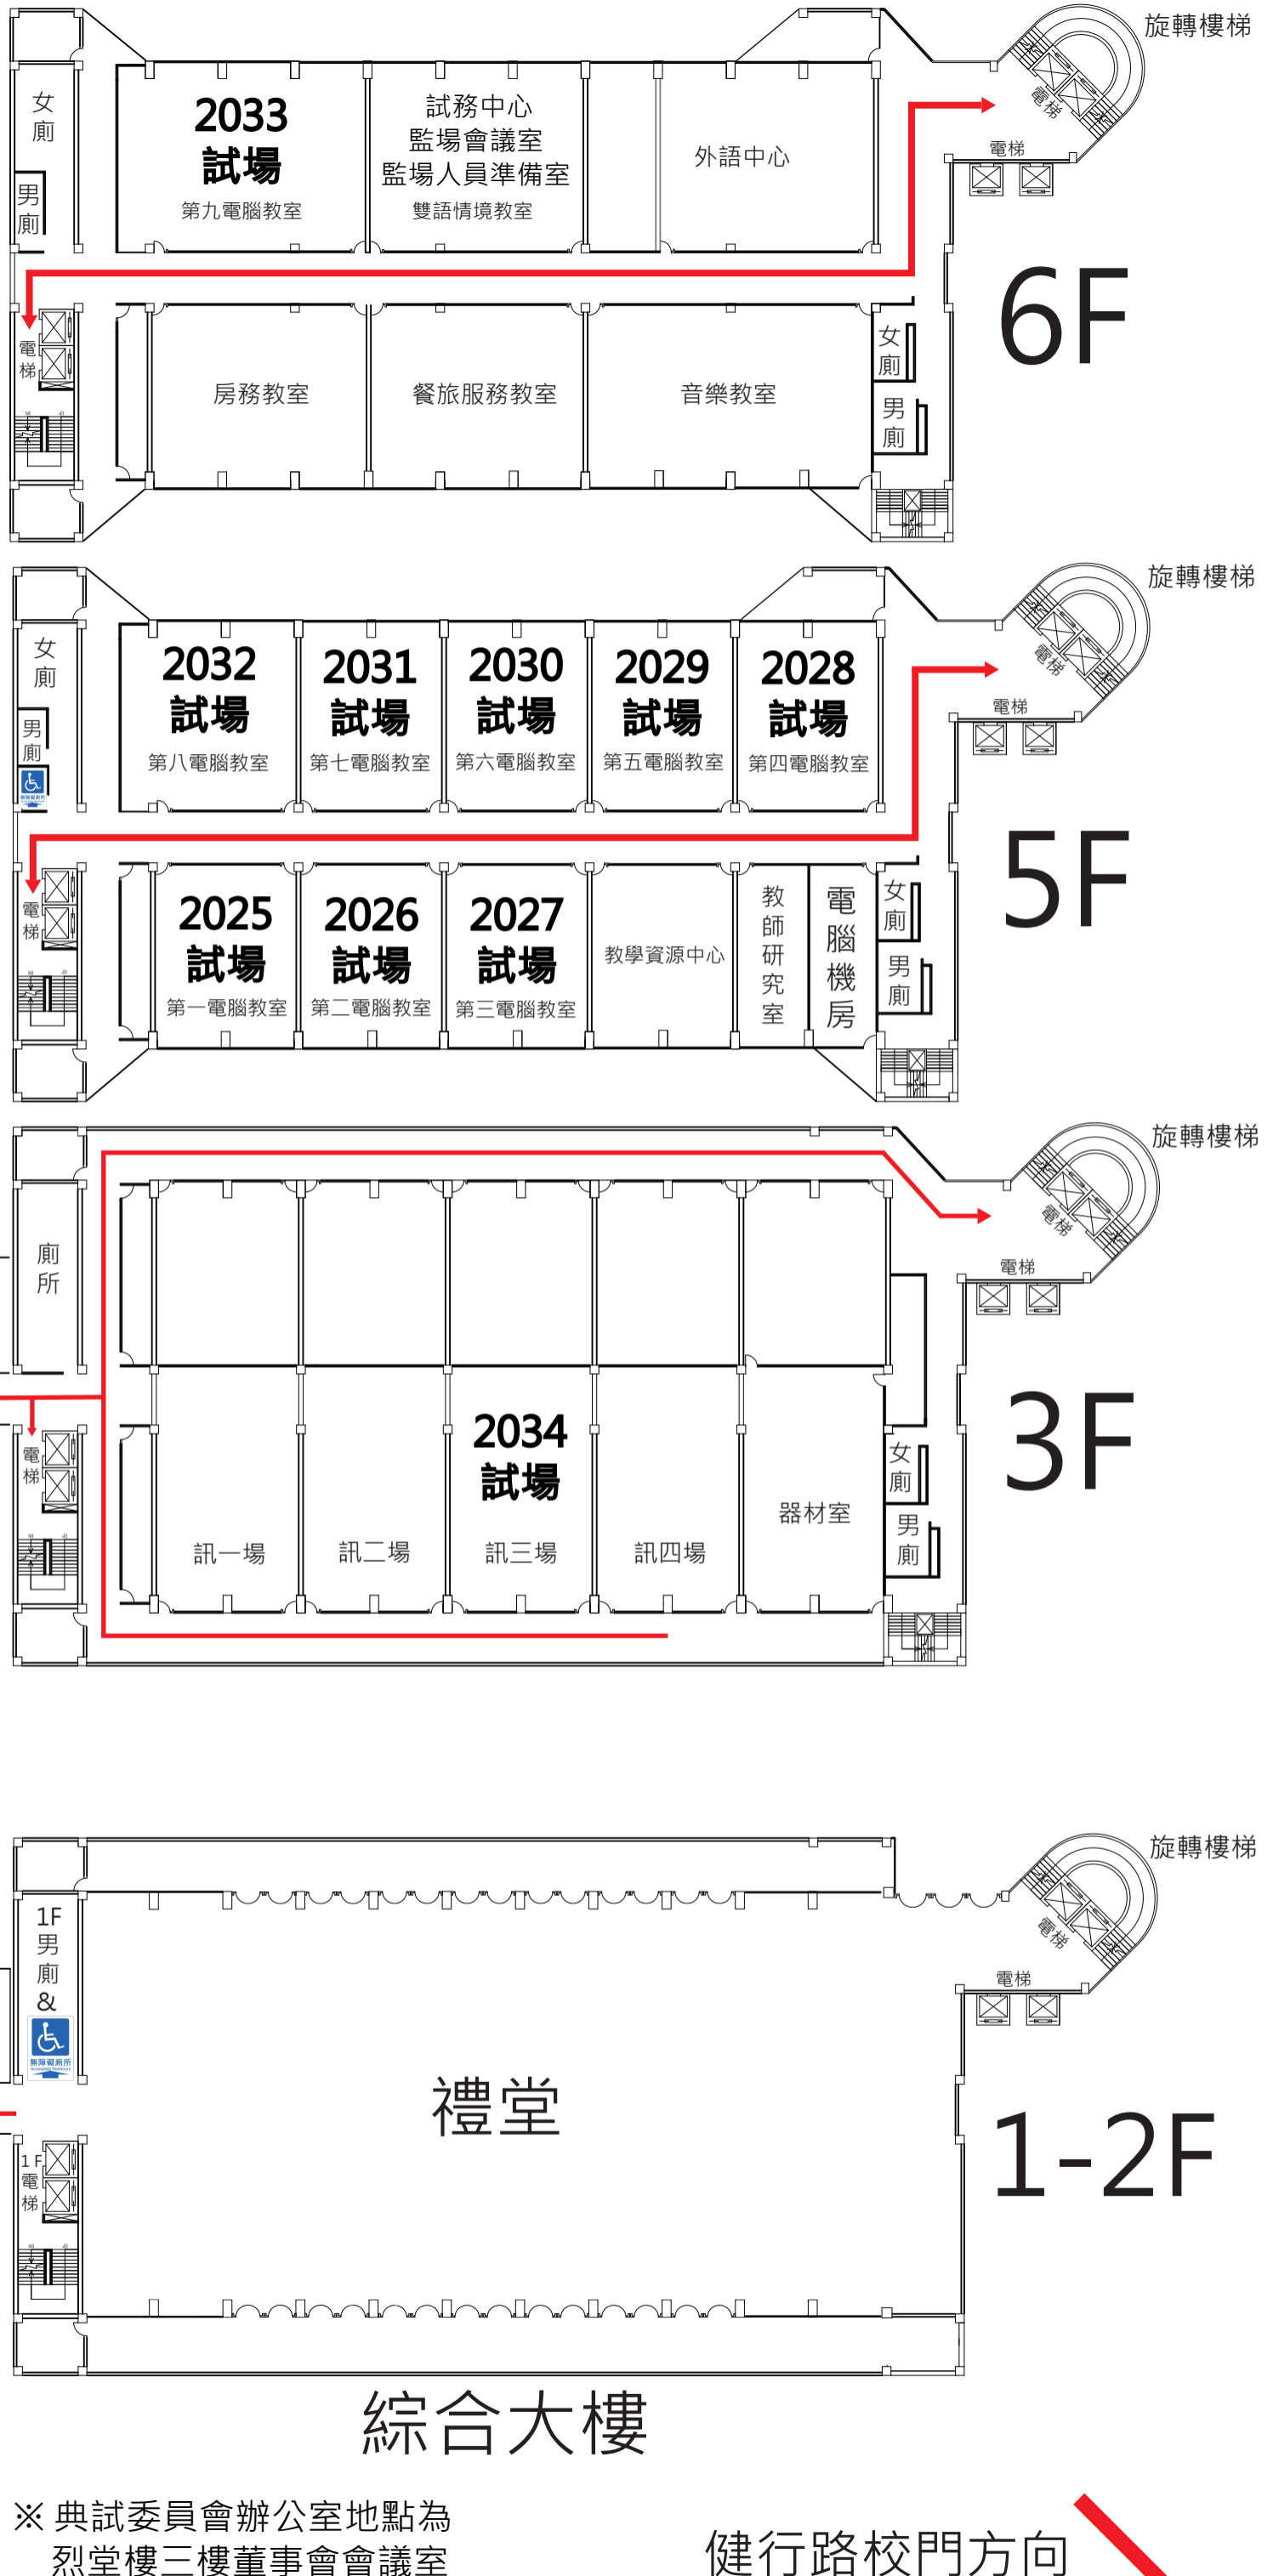 旋轉樓梯
電梯
電梯
女廁
男廁
2033
試場
第九電腦教室
試務中心
監場會議室
監場人員準備室
雙語情境教室
外語中心
6F
電梯
房務教室
餐旅服務教室
音樂教室
女廁
男廁
旋轉樓梯
電梯
電梯
女廁
男廁
無障礙廁所
2032
試場
第八電腦教室
2031
試場
第七電腦教室
2030
試場
第六電腦教室
2029
試場
第五電腦教室
2028
試場
第四電腦教室
5F
電梯
2025
試場
第一電腦教室
2026
試場
第二電腦教室
2027
試場
第三電腦教室
教學資源中心
教師研究室
電腦機房
女廁
男廁
旋轉樓梯
電梯
電梯
廁所
3F
電梯
訊一場
訊二場
2034
試場
訊三場
訊四場
器材室
女廁
男廁
旋轉樓梯
電梯
電梯
1F
男廁
&
無障礙廁所
Accessible Restroom
禮堂
1-2F
1F
電梯
綜合大樓
※ 典試委員會辦公室地點為
烈堂樓三樓董事會會議室
健行路校門方向